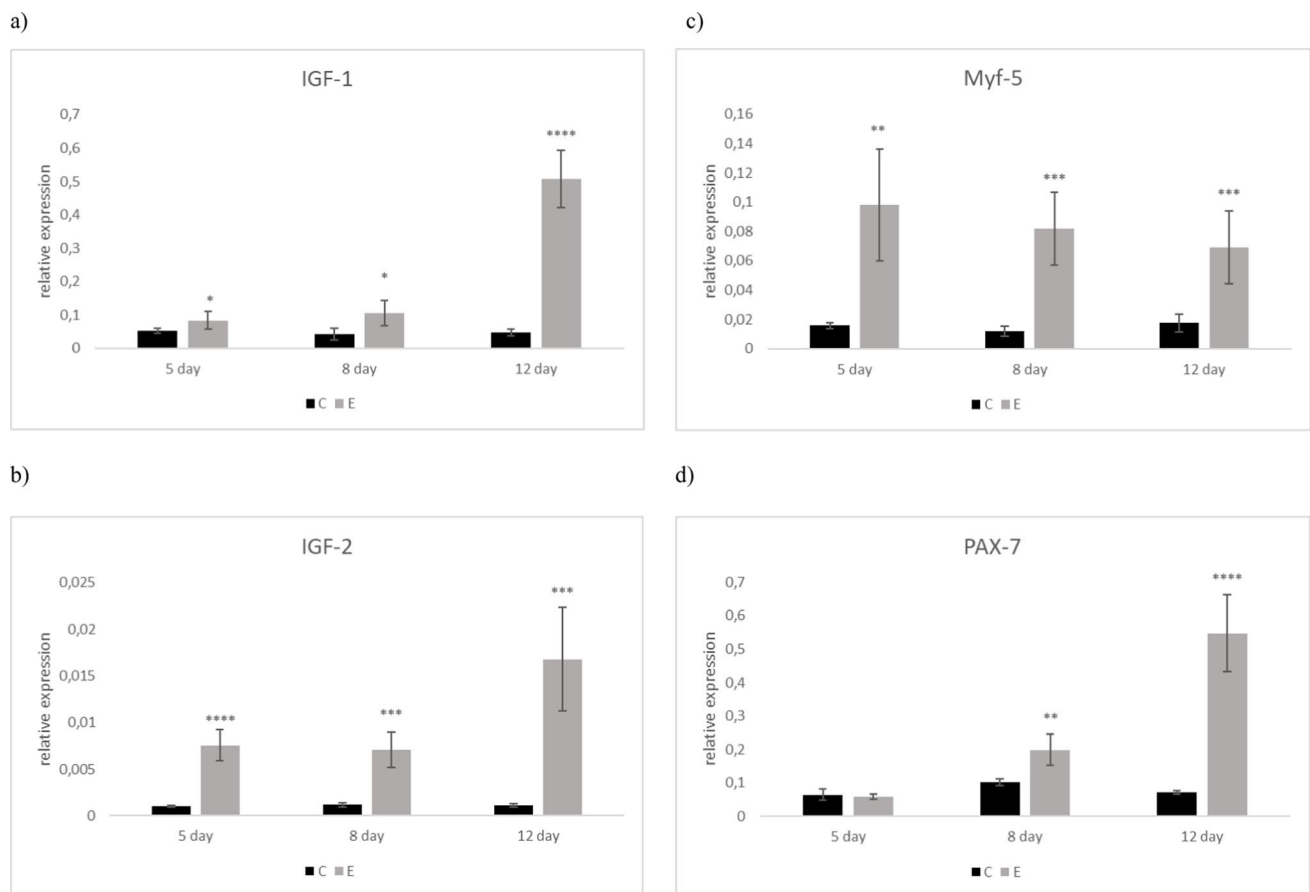 a)
IGF-1
relative expression
0,7
0,6
0,5
0,4
0,3
0,2
0,1
0
*
*
****
5 day 8 day 12 day
C E
c)
Myf-5
relative expression
0,16
0,14
0,12
0,1
0,08
0,06
0,04
0,02
0
**
***
***
5 day 8 day 12 day
C E
b)
IGF-2
relative expression
0,025
0,02
0,015
0,01
0,005
0
****
***
***
5 day 8 day 12 day
C E
d)
PAX-7
relative expression
0,7
0,6
0,5
0,4
0,3
0,2
0,1
0
**
****
5 day 8 day 12 day
C E